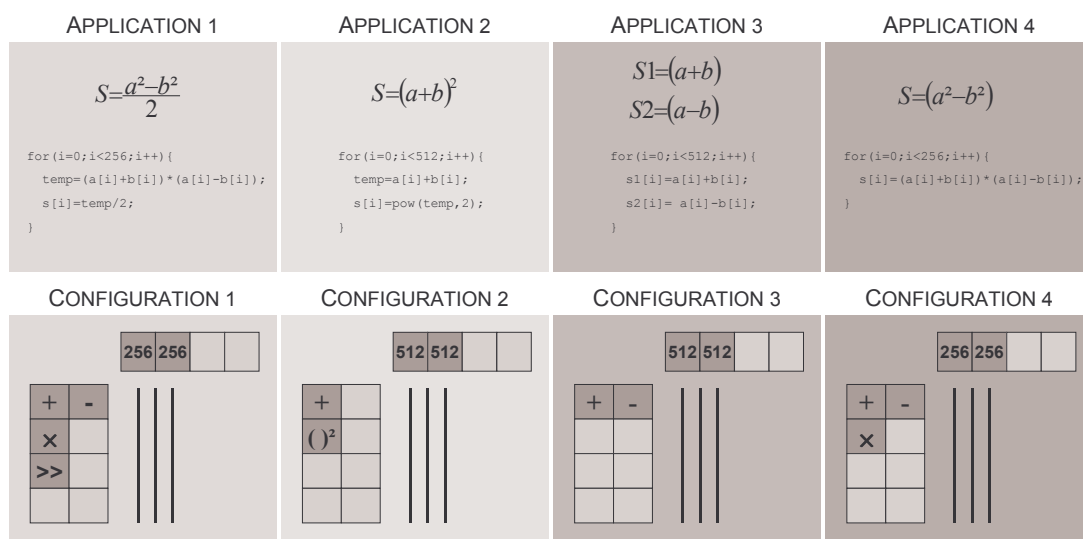 APPLICATION 1
S=a²–b²/2
for(i=0;i<256;i++){
temp=(a[i]+b[i])*(a[i]-b[i]);
s[i]=temp/2;
}
APPLICATION 2
S=(a+b)²
for(i=0;i<512;i++){
temp=a[i]+b[i];
s[i]=pow(temp,2);
}
APPLICATION 3
S1=(a+b)
S2=(a–b)
for(i=0;i<512;i++){
s1[i]=a[i]+b[i];
s2[i]= a[i]-b[i];
}
APPLICATION 4
S=(a²–b²)
for(i=0;i<256;i++){
s[i]=(a[i]+b[i])*(a[i]-b[i]);
}
CONFIGURATION 1
256 256
+ -
×
>>
CONFIGURATION 2
512 512
+
( )²
CONFIGURATION 3
512 512
+ -
CONFIGURATION 4
256 256
+ -
×